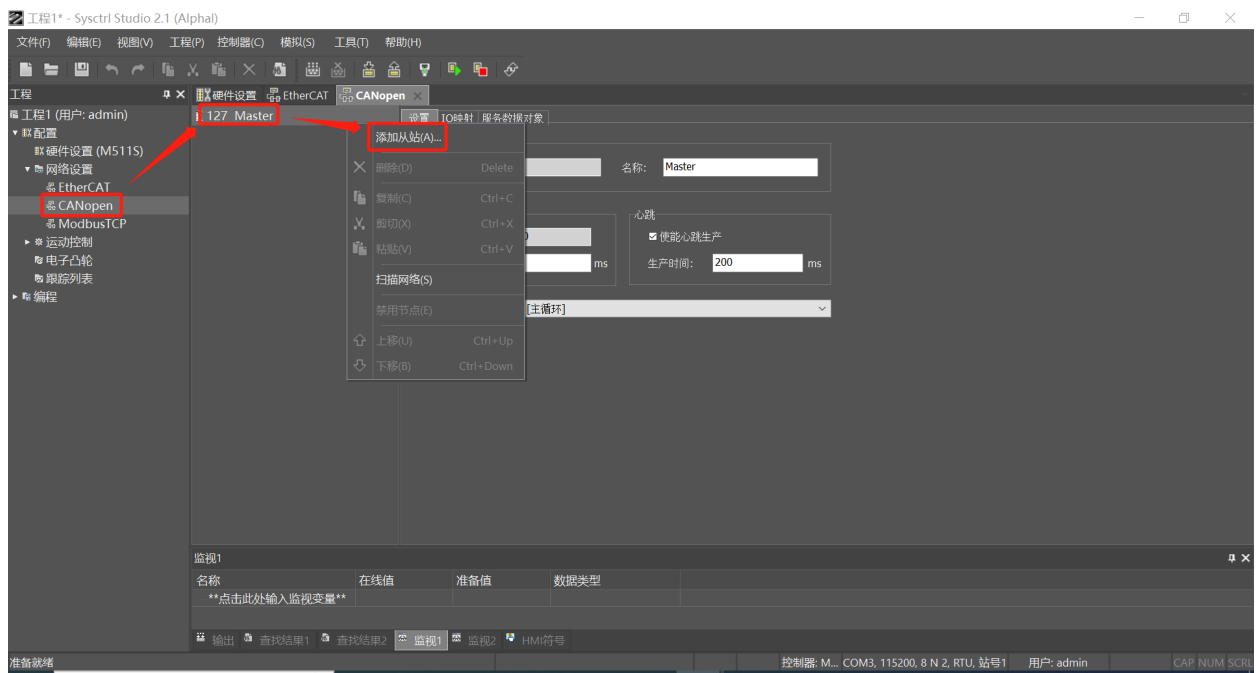 工程1* - Sysctrl Studio 2.1 (Alphal)
文件(F) 编辑(E) 视图(V) 工程(P) 控制器(C) 模拟(S) 工具(T) 帮助(H)
工程
硬件设置 EtherCAT CANopen
工程1 (用户: admin)
配置
硬件设置 (M511S)
网络设置
EtherCAT
CANopen
ModbusTCP
运动控制
电子凸轮
跟踪列表
编程
127 Master
设置 IO映射 服务数据对象
添加从站(A)...
删除(D) Delete
复制(C) Ctrl+C
剪切(X) Ctrl+X
粘贴(V) Ctrl+V
扫描网络(S)
禁用节点(E)
上移(U) Ctrl+Up
下移(B) Ctrl+Down
名称: Master
心跳
使能心跳生产
ms 生产时间: 200 ms
[主循环]
监视1
名称 在线值 准备值 数据类型
**点击此处输入监视变量**
输出 查找结果1 查找结果2 监视1 监视2 HMI符号
准备就绪 控制器: M... COM3, 115200, 8 N 2, RTU, 站号1 用户: admin CAP NUM SCRL